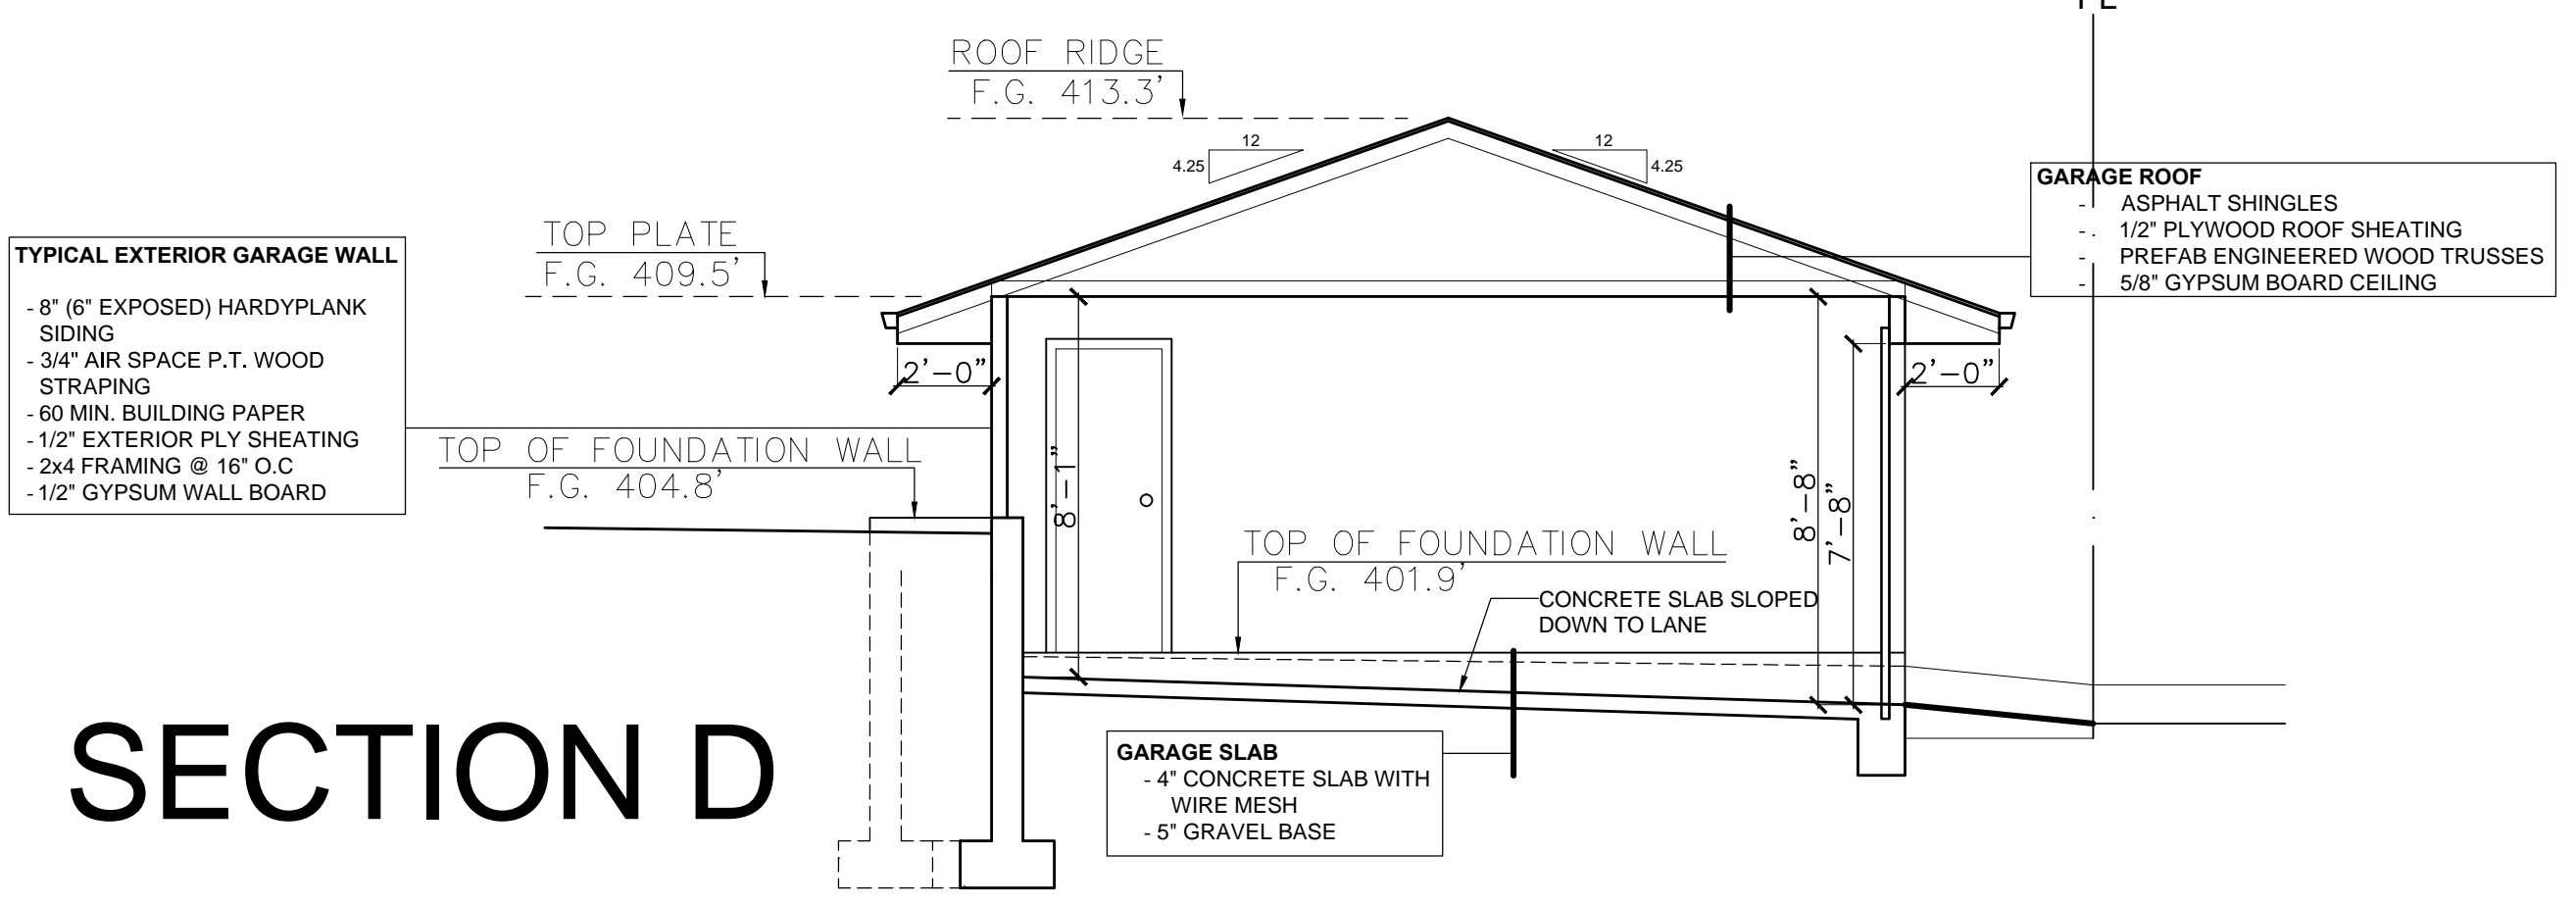 PL
ROOF RIDGE
F.G. 413.3'
12
4.25
12
4.25
GARAGE ROOF
- ASPHALT SHINGLES
- 1/2" PLYWOOD ROOF SHEATING
- PREFAB ENGINEERED WOOD TRUSSES
- 5/8" GYPSUM BOARD CEILING
TOP PLATE
F.G. 409.5'
TYPICAL EXTERIOR GARAGE WALL
- 8" (6" EXPOSED) HARDYPLANK
SIDING
- 3/4" AIR SPACE P.T. WOOD
STRAPING
- 60 MIN. BUILDING PAPER
- 1/2" EXTERIOR PLY SHEATING
- 2x4 FRAMING @ 16" O.C
- 1/2" GYPSUM WALL BOARD
2'-0"
2'-0"
TOP OF FOUNDATION WALL
F.G. 404.8'
8'-1"
8'-8"
7'-8"
TOP OF FOUNDATION WALL
F.G. 401.9'
CONCRETE SLAB SLOPED
DOWN TO LANE
GARAGE SLAB
- 4" CONCRETE SLAB WITH
WIRE MESH
- 5" GRAVEL BASE
SECTION D